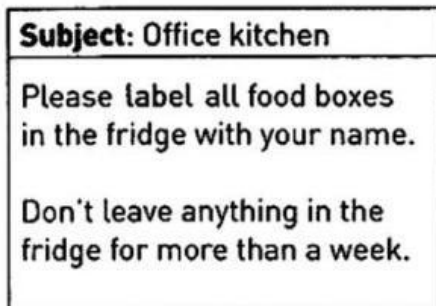 Subject: Office kitchen
Please label all food boxes
in the fridge with your name.
Don't leave anything in the
fridge for more than a week.